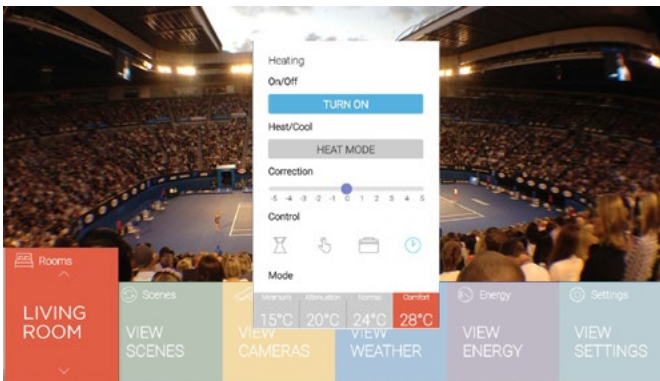 Heating
On/Off
TURN ON
Heat/Cool
HEAT MODE
Correction
-5 -4 -3 -2 -1 0 1 2 3 4 5
Control
Mode
Minimum Attenuation Normal Comfort
15°C 20°C 24°C 28°C
Rooms
LIVING
ROOM
Scenes
VIEW
SCENES
VIEW
CAMERAS
VIEW
WEATHER
Energy
VIEW
ENERGY
Settings
VIEW
SETTINGS